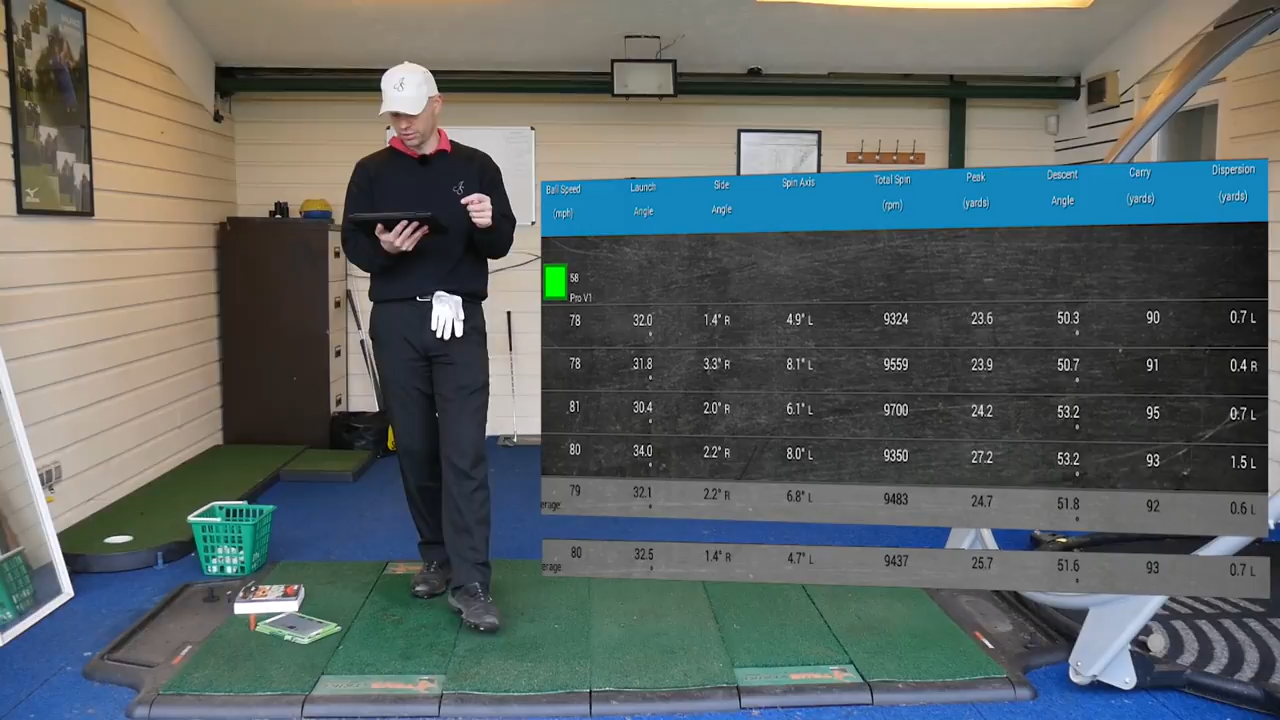 Ball Speed Launch Side Spin Axis Total Spin Peak Descent Carry Dispersion
(mph) Angle Angle (rpm) (yards) Angle (yards) (yards)
58
Pro V1
78 32.0 ° 1.4° R 4.9° L 9324 23.6 50.3 ° 90 0.7 L
78 31.8 ° 3.3° R 8.1° L 9559 23.9 50.7 ° 91 0.4 R
81 30.4 ° 2.0° R 6.1° L 9700 24.2 53.2 ° 95 0.7 L
80 34.0 ° 2.2° R 8.0° L 9350 27.2 53.2 ° 93 1.5 L
erage: 79 32.1 ° 2.2° R 6.8° L 9483 24.7 51.8 ° 92 0.6 L
erage: 80 32.5 ° 1.4° R 4.7° L 9437 25.7 51.6 ° 93 0.7 L